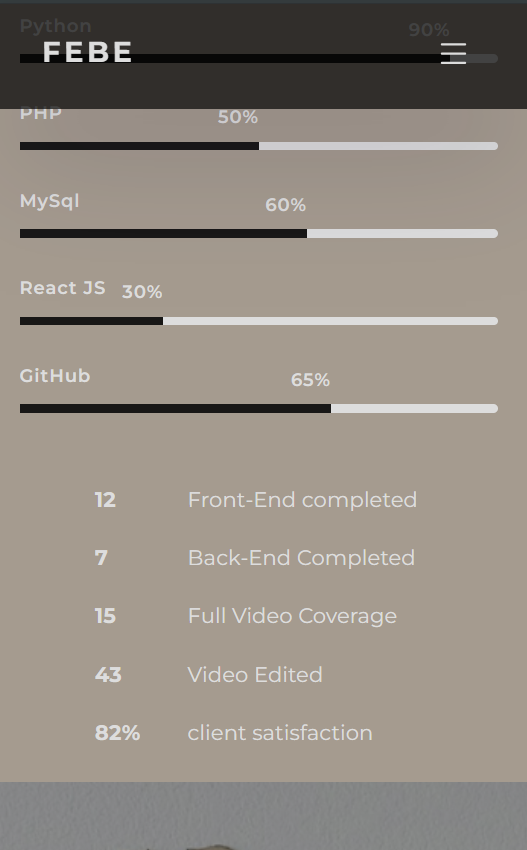 Python 90%
FEBE
PHP 50%
MySql 60%
React JS 30%
GitHub 65%
12 Front-End completed
7 Back-End Completed
15 Full Video Coverage
43 Video Edited
82% client satisfaction